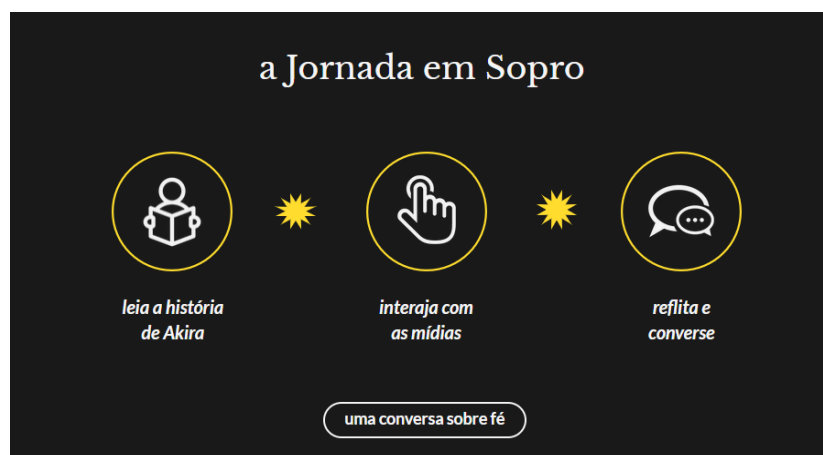 a Jornada em Sopro
leia a história
de Akira
interaja com
as mídias
reflita e
converse
uma conversa sobre fé